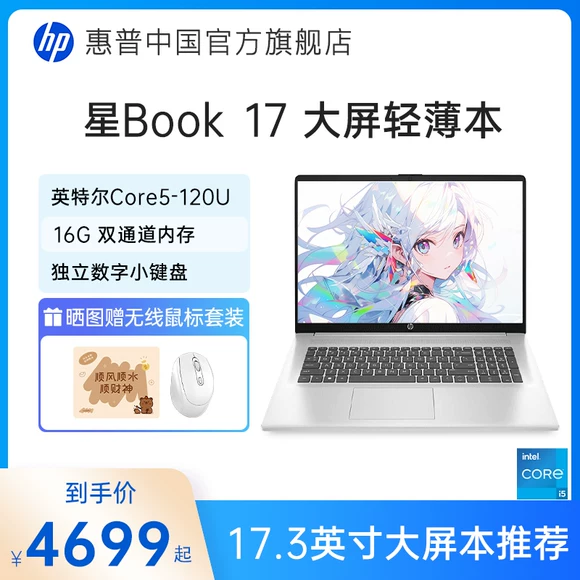 hp 惠普中国官方旗舰店
星Book 17 大屏轻薄本
英特尔Core5-120U
16G 双通道内存
独立数字小键盘
晒图赠无线鼠标套装
顺风顺水
顺财神
hp
intel
CORE
i5
到手价
¥4699起
17.3英寸大屏本推荐